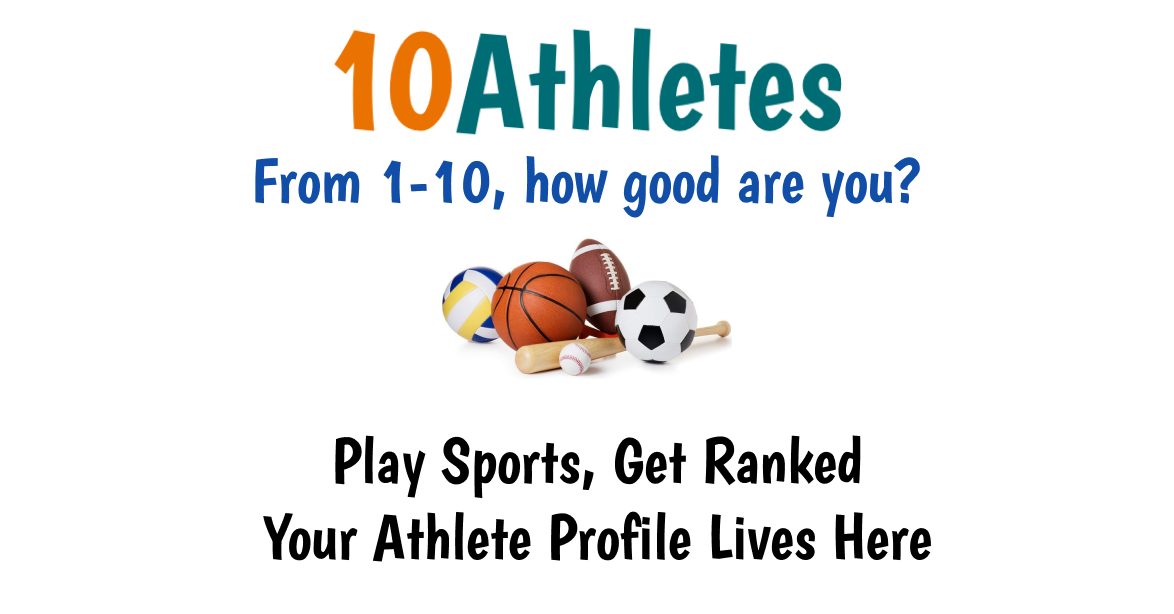 10Athletes
From 1-10, how good are you?
Play Sports, Get Ranked
Your Athlete Profile Lives Here